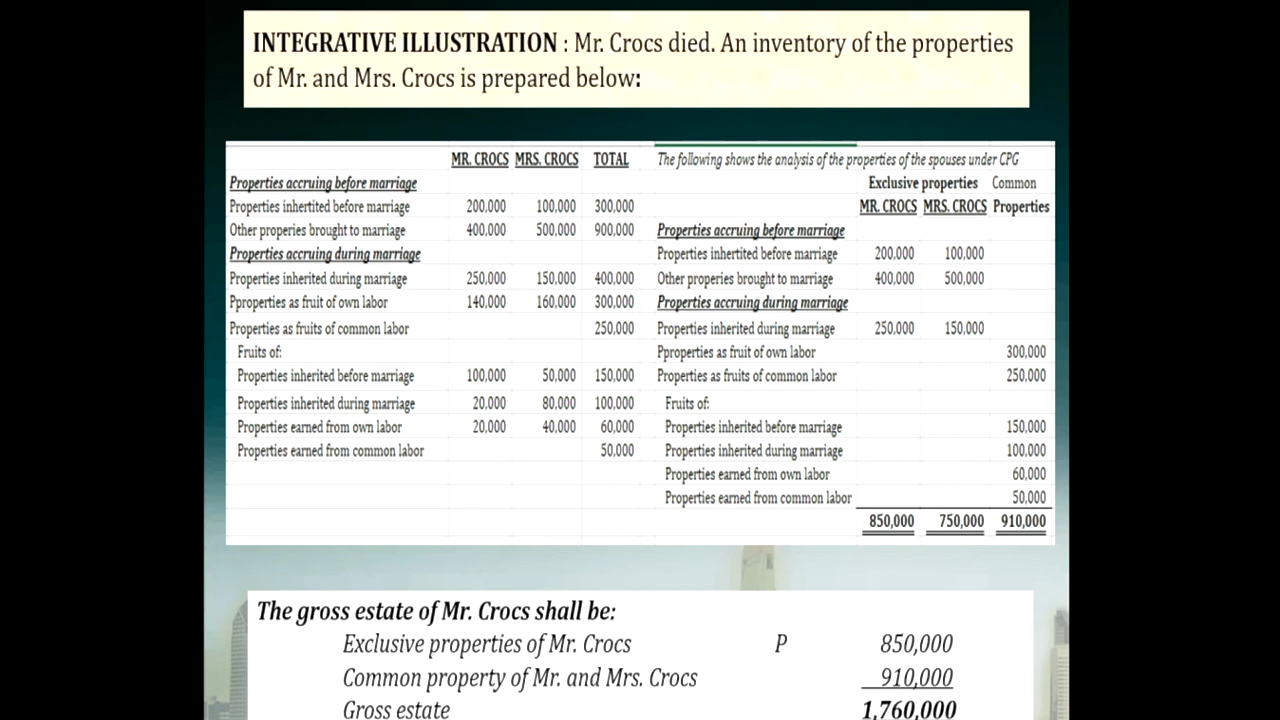 INTEGRATIVE ILLUSTRATION : Mr. Crocs died. An inventory of the properties
of Mr. and Mrs. Crocs is prepared below:
MR. CROCS MRS. CROCS TOTAL
Properties accruing before marriage
Properties inhertited before marriage 200,000 100,000 300,000
Other properies brought to marriage 400,000 500,000 900,000
Properties accruing during marriage
Properties inherited during marriage 250,000 150,000 400,000
Pproperties as fruit of own labor 140,000 160,000 300,000
Properties as fruits of common labor 250,000
Fruits of:
Properties inherited before marriage 100,000 50,000 150,000
Properties inherited during marriage 20,000 80,000 100,000
Properties earned from own labor 20,000 40,000 60,000
Properties earned from common labor 50,000
The following shows the analysis of the properties of the spouses under CPG
Exclusive properties Common
MR. CROCS MRS. CROCS Properties
Properties accruing before marriage
Properties inhertited before marriage 200,000 100,000
Other properies brought to marriage 400,000 500,000
Properties accruing during marriage
Properties inherited during marriage 250,000 150,000
Pproperties as fruit of own labor 300,000
Properties as fruits of common labor 250,000
Fruits of:
Properties inherited before marriage 150,000
Properties inherited during marriage 100,000
Properties earned from own labor 60,000
Properties earned from common labor 50,000
850,000 750,000 910,000
The gross estate of Mr. Crocs shall be:
Exclusive properties of Mr. Crocs P 850,000
Common property of Mr. and Mrs. Crocs 910,000
Gross estate 1,760,000